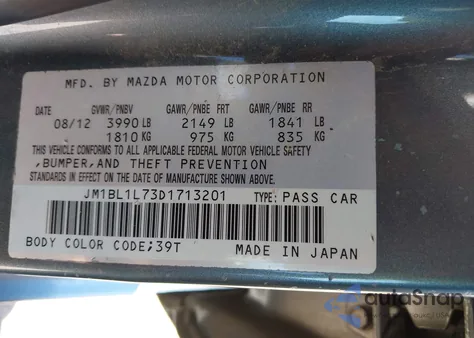 MFD. BY MAZDA MOTOR CORPORATION
DATE GVWR/PNBV GAWR/PNBE FRT GAWR/PNBE RR
08/12 3990 LB 2149 LB 1841 LB
1810 KG 975 KG 835 KG
THIS VEHICLE CONFORMS TO ALL APPLICABLE FEDERAL MOTOR VEHICLE SAFETY
,BUMPER,AND THEFT PREVENTION
STANDARDS IN EFFECT ON THE DATE OF MANUFACTURE SHOWN ABOVE.
JM1BL1L73D1713201 TYPE: PASS CAR
BODY COLOR CODE;39T MADE IN JAPAN
autoSnap